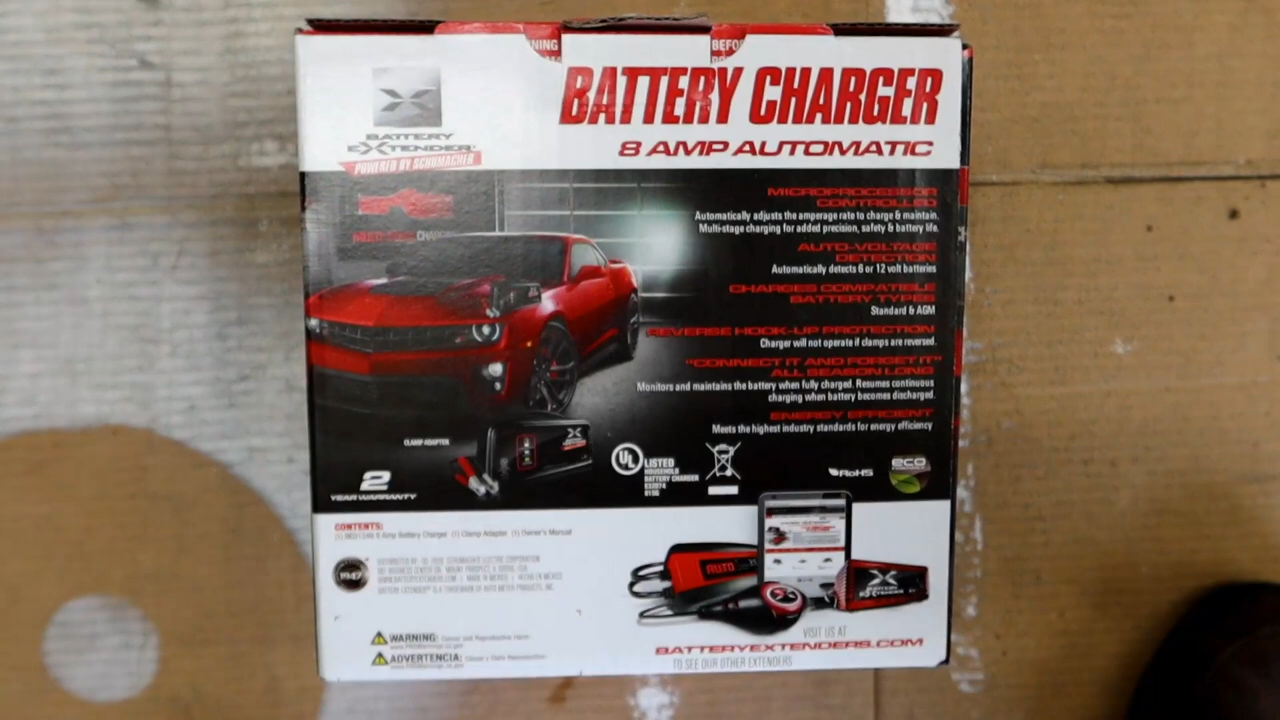 BATTERY CHARGER
8 AMP AUTOMATIC
BATTERY
EXTENDER
POWERED BY SCHUMACHER
MICROPROCESSOR
CONTROLLED
Automatically adjusts the amperage rate to charge & maintain.
Multi-stage charging for added precision, safety & battery life.
AUTO-VOLTAGE
DETECTION
Automatically detects 6 or 12 volt batteries
CHARGES COMPATIBLE
BATTERY TYPES
Standard & AGM
REVERSE HOOK-UP PROTECTION
Charger will not operate if clamps are reversed.
"CONNECT IT AND FORGET IT"
ALL SEASON LONG
Monitors and maintains the battery when fully charged. Resumes continuous
charging when battery becomes discharged.
ENERGY EFFICIENT
Meets the highest industry standards for energy efficiency
CLAMP ADAPTER
2
YEAR WARRANTY
UL
LISTED
HOUSEHOLD
BATTERY CHARGER
RoHS
eco
CONTENTS:
Amp Battery Charger (1) Clamp Adapter (1) Owner's Manual
1947
AUTO
BATTERY
EXTENDER
WARNING: Cancer and Reproductive Harm
ADVERTENCIA:
VISIT US AT
BATTERYEXTENDERS.COM
TO SEE OUR OTHER EXTENDERS